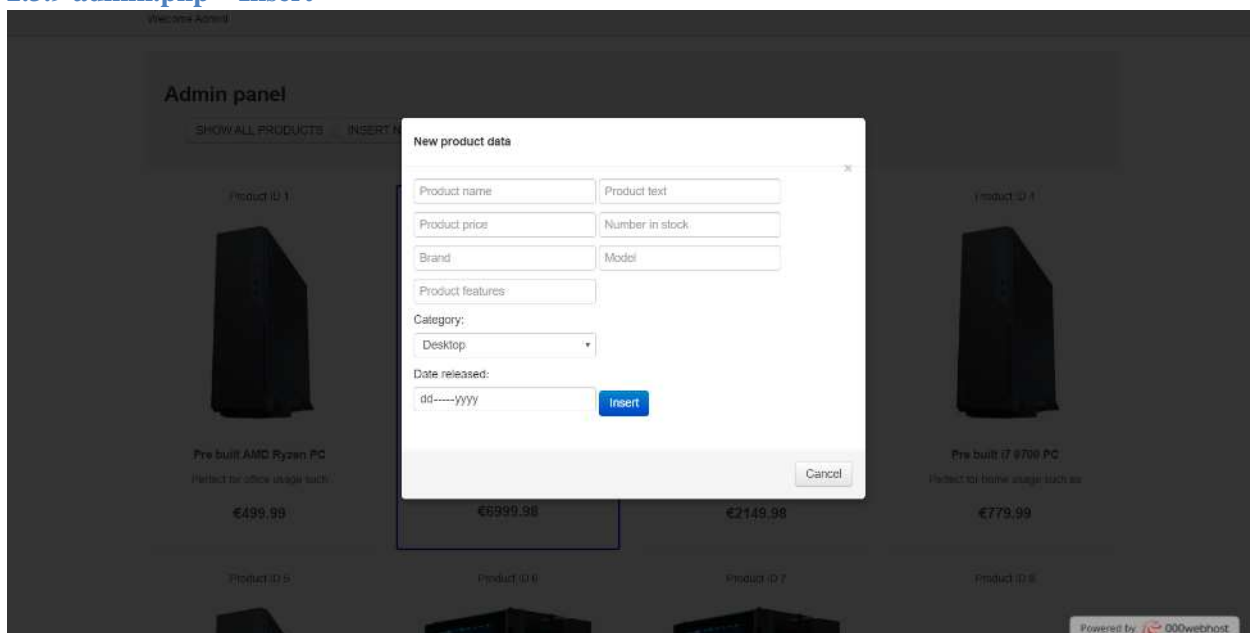 Welcome Admin!
Admin panel
SHOW ALL PRODUCTS INSERT N
New product data
×
Product name Product text
Product price Number in stock
Brand Model
Product features
Category:
Desktop
Date released:
dd-----yyyy Insert
Cancel
Product ID 1 Product ID 4
Pre built AMD Ryzen PC Pre built i7 8700 PC
Perfect for office usage such Perfect for home usage such as
€499.99 €6999.98 €2149.98 €779.99
Product ID 5 Product ID 6 Product ID 7 Product ID 8
Powered by 000webhost